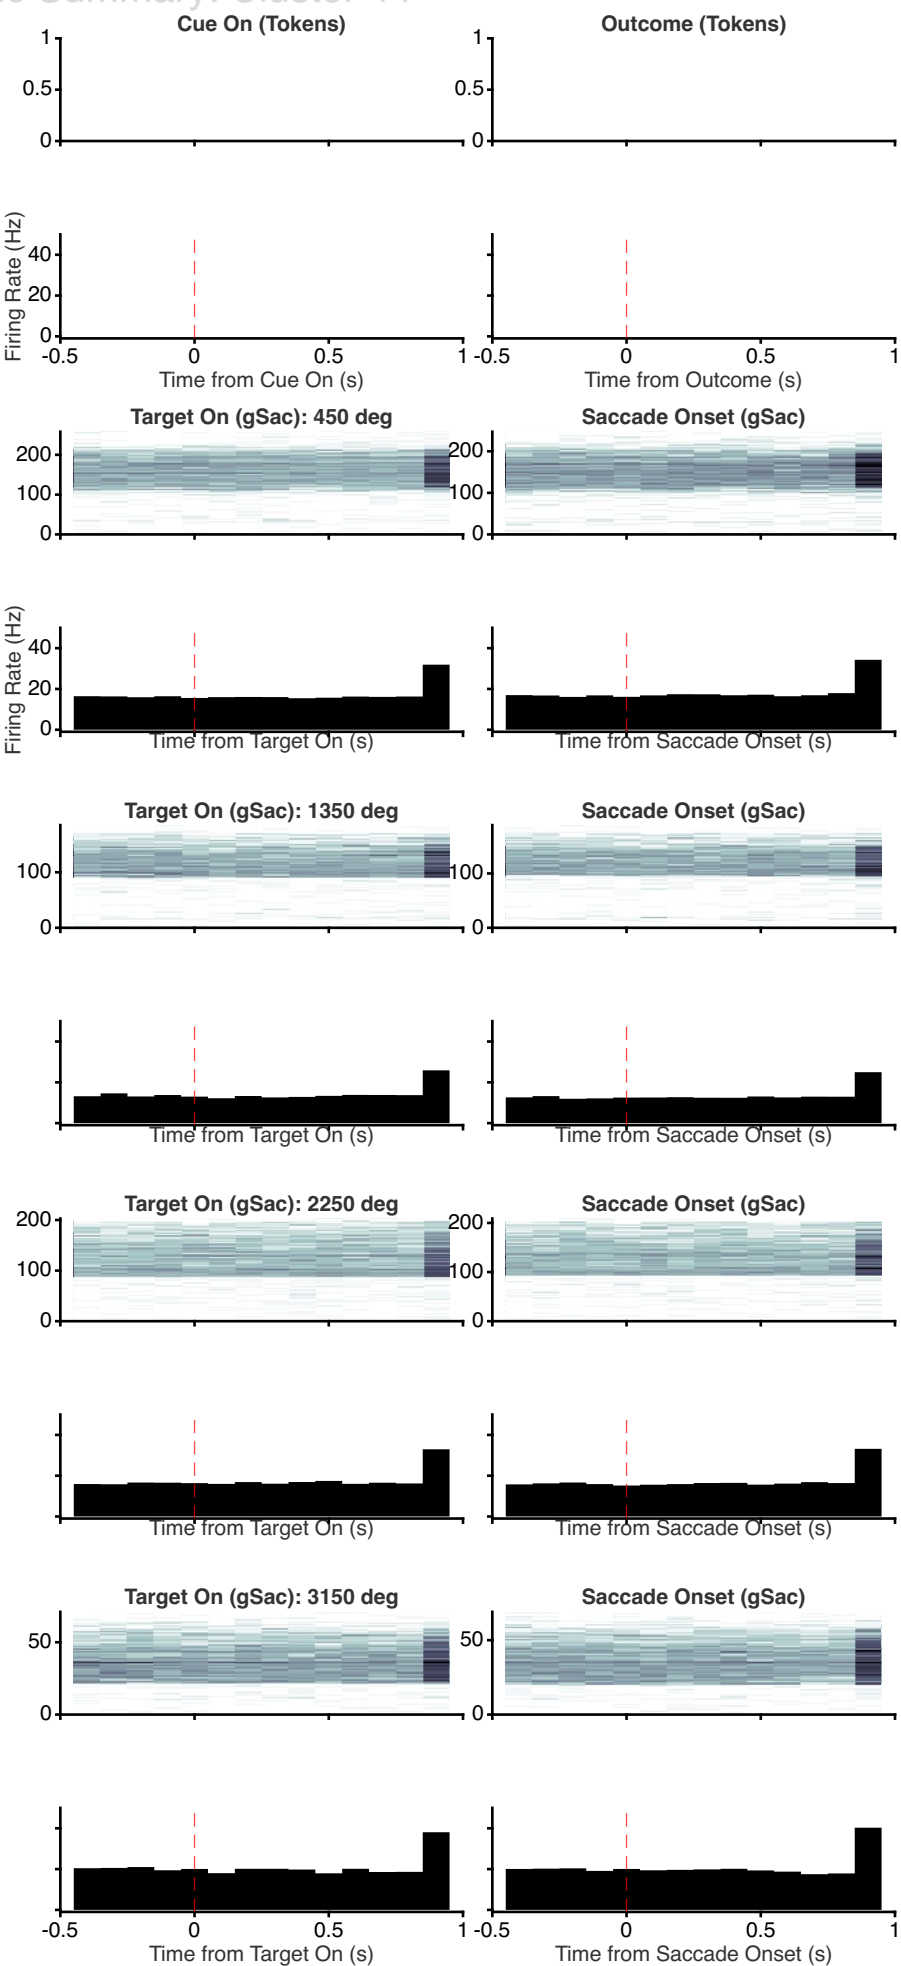 Summary: Cluster
Cue On (Tokens) Outcome (Tokens)
1 1
0.5 0.5
0 0
Firing Rate (Hz)
40
20
0
-0.5 0 0.5 1 -0.5 0 0.5 1
Time from Cue On (s) Time from Outcome (s)
Target On (gSac): 450 deg Saccade Onset (gSac)
200 200
100 100
0 0
Firing Rate (Hz)
40
20
0
Time from Target On (s) Time from Saccade Onset (s)
Target On (gSac): 1350 deg Saccade Onset (gSac)
100 100
0 0
Time from Target On (s) Time from Saccade Onset (s)
Target On (gSac): 2250 deg Saccade Onset (gSac)
200 200
100 100
0 0
Time from Target On (s) Time from Saccade Onset (s)
Target On (gSac): 3150 deg Saccade Onset (gSac)
50 50
0 0
-0.5 0 0.5 1 -0.5 0 0.5 1
Time from Target On (s) Time from Saccade Onset (s)